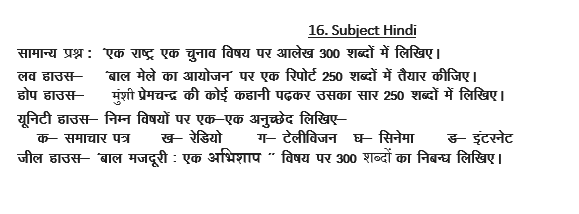 16. Subject Hindi
सामान्य प्रश्न : ‘एक राष्ट्र एक चुनाव विषय पर आलेख 300 शब्दों में लिखिए।
लव हाउस– ‘बाल मेले का आयोजन’ पर एक रिपोर्ट 250 शब्दों में तैयार कीजिए।
होप हाउस– मुंशी प्रेमचन्द्र की कोई कहानी पढ़कर उसका सार 250 शब्दों में लिखिए।
यूनिटी हाउस– निम्न विषयों पर एक–एक अनुच्छेद लिखिए–
क– समाचार पत्र ख– रेडियो ग– टेलीविजन घ– सिनेमा ड– इंटरनेट
जील हाउस– ‘बाल मजदूरी : एक अभिशाप ’’ विषय पर 300 शब्दों का निबन्ध लिखिए।